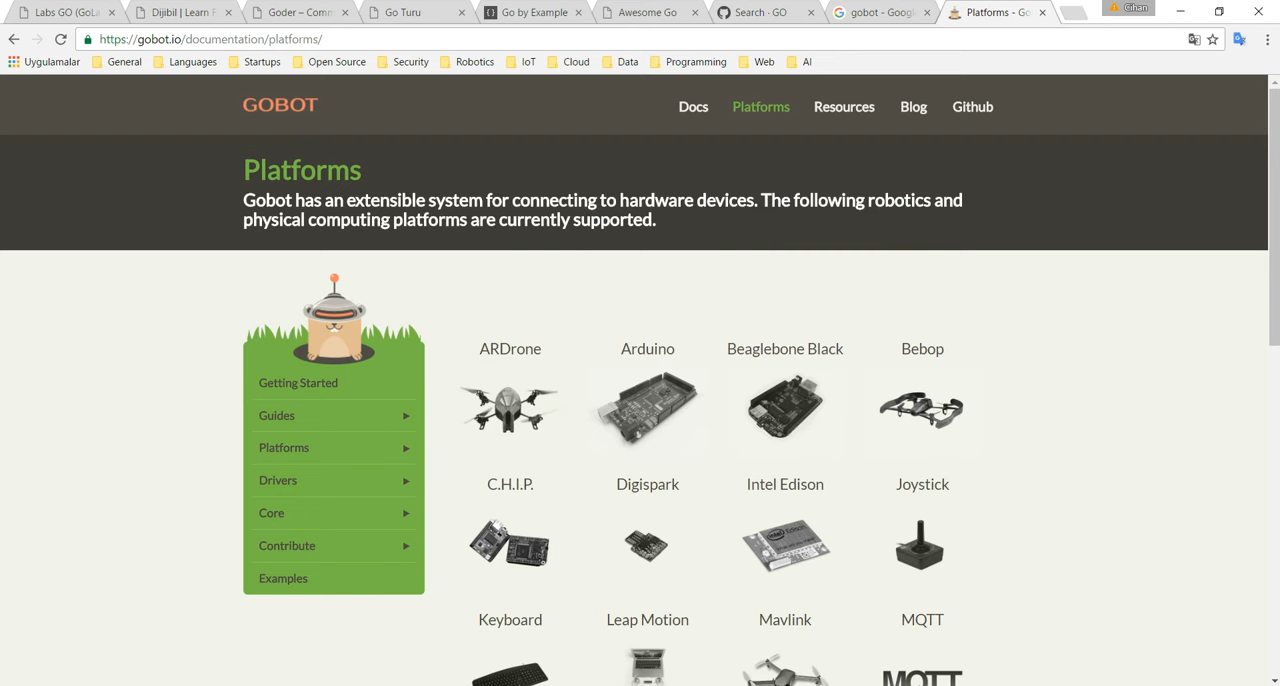 Labs GO (GoLa
Dijibil | Learn F
Goder – Comm
Go Turu
Go by Example
Awesome Go
Search · GO
gobot - Googl
Platforms - Go
Cihan
https://gobot.io/documentation/platforms/
Uygulamalar
General
Languages
Startups
Open Source
Security
Robotics
IoT
Cloud
Data
Programming
Web
AI
GOBOT
Docs
Platforms
Resources
Blog
Github
Platforms
Gobot has an extensible system for connecting to hardware devices. The following robotics and
physical computing platforms are currently supported.
Getting Started
Guides
Platforms
Drivers
Core
Contribute
Examples
ARDrone
Arduino
Beaglebone Black
Bebop
C.H.I.P.
Digispark
Intel Edison
Joystick
Keyboard
Leap Motion
Mavlink
MQTT
MQTT